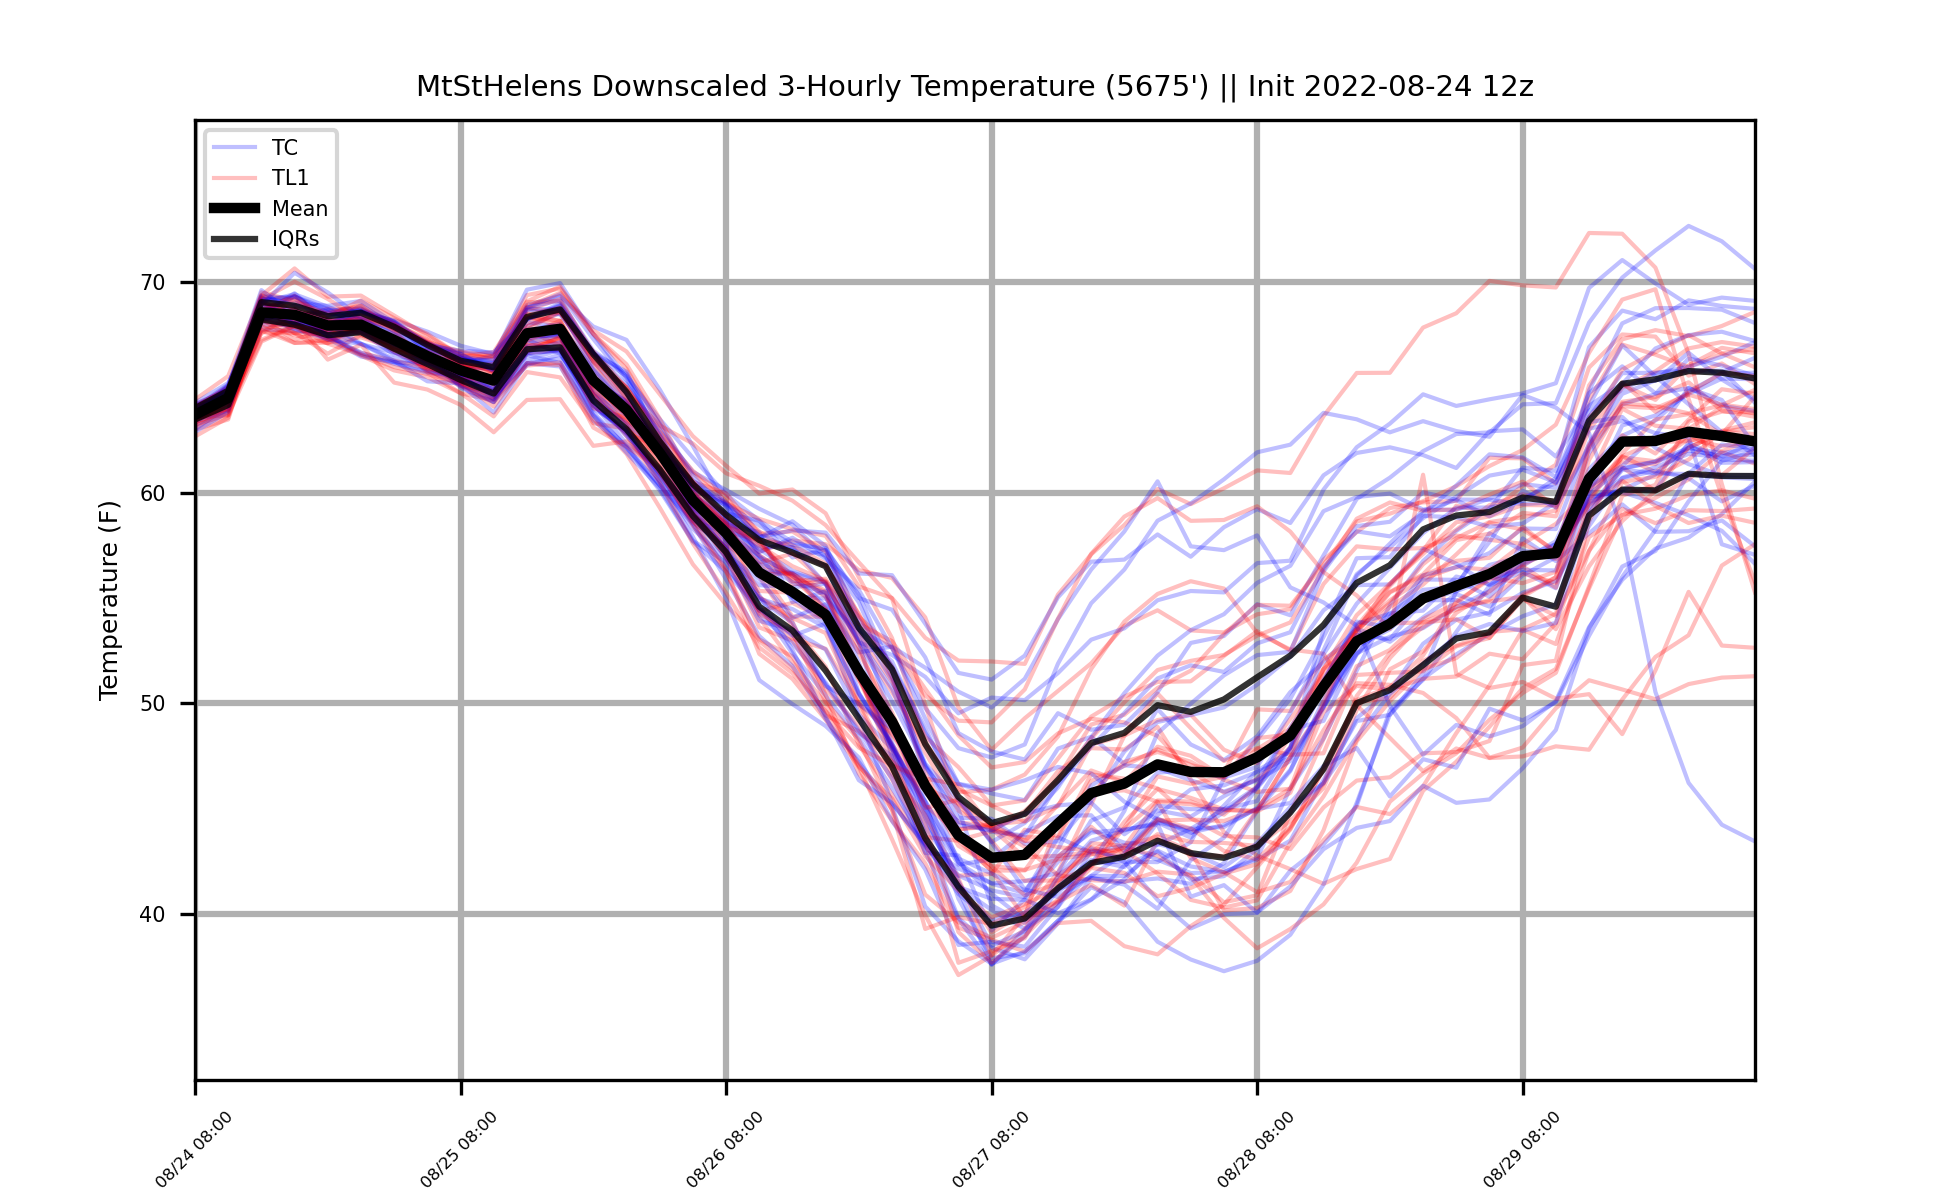 MtStHelens Downscaled 3-Hourly Temperature (5675') || Init 2022-08-24 12z
TC
TL1
Mean
IQRs
Temperature (F)
70
60
50
40
08/24 08:00
08/25 08:00
08/26 08:00
08/27 08:00
08/28 08:00
08/29 08:00